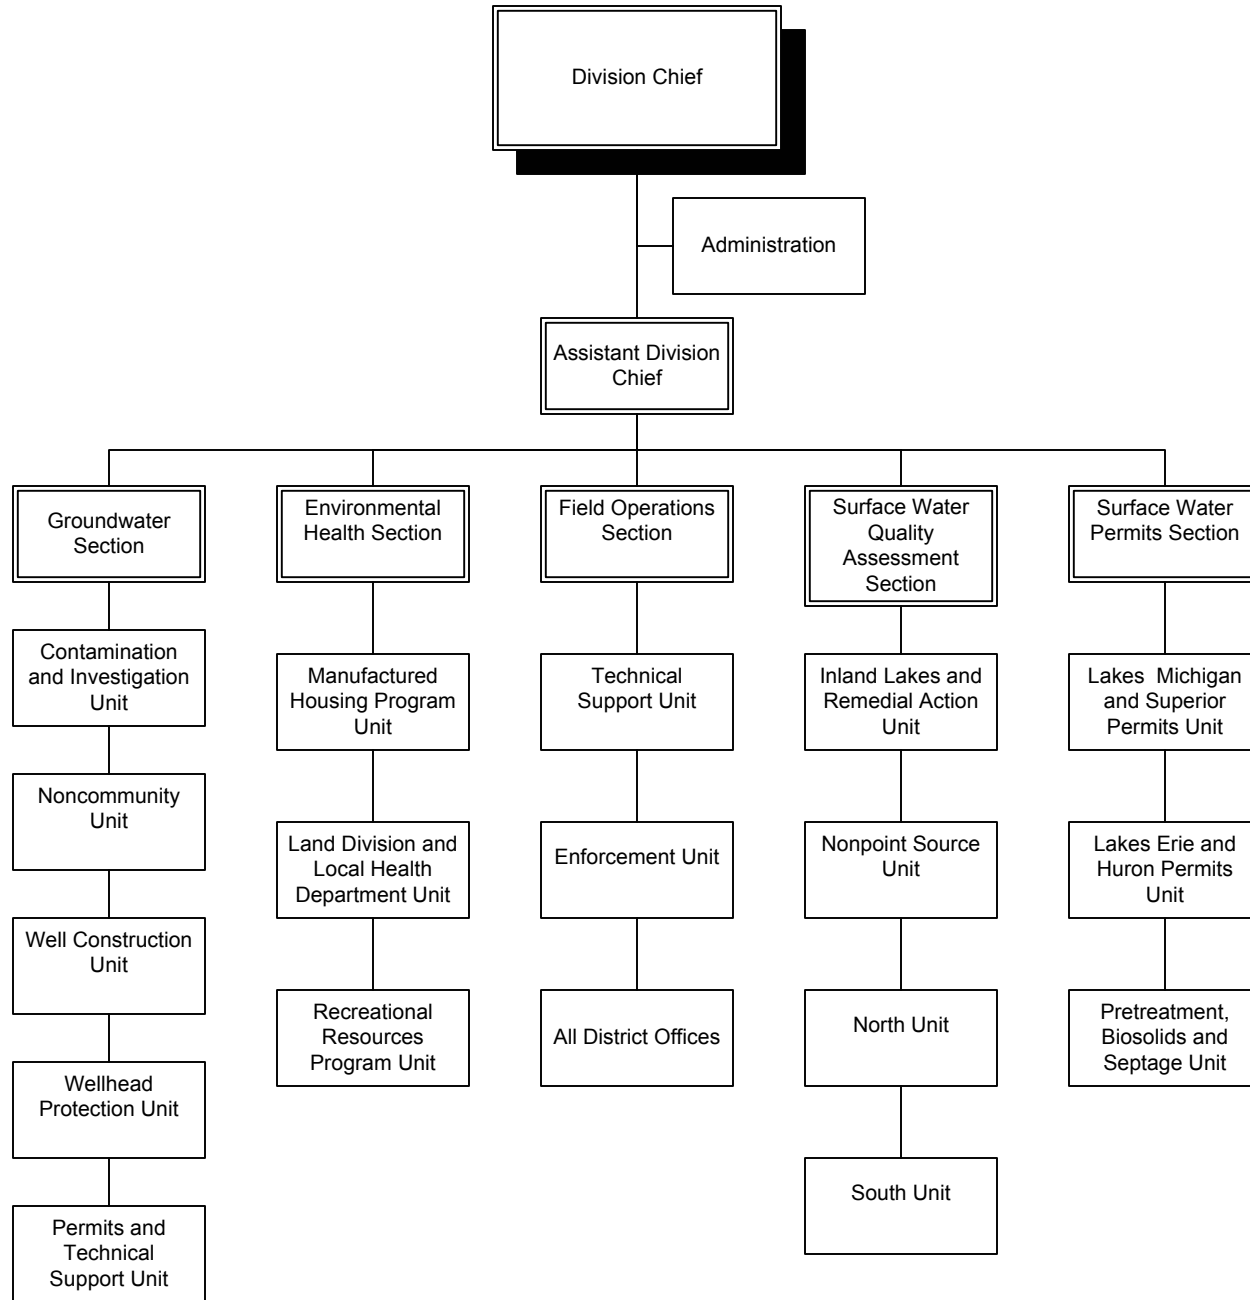 Division Chief
Administration
Assistant Division
Chief
Groundwater
Section
Environmental
Health Section
Field Operations
Section
Surface Water
Quality
Assessment
Section
Surface Water
Permits Section
Contamination
and Investigation
Unit
Noncommunity
Unit
Well Construction
Unit
Wellhead
Protection Unit
Permits and
Technical
Support Unit
Manufactured
Housing Program
Unit
Land Division and
Local Health
Department Unit
Recreational
Resources
Program Unit
Technical
Support Unit
Enforcement Unit
All District Offices
Inland Lakes and
Remedial Action
Unit
Nonpoint Source
Unit
North Unit
South Unit
Lakes  Michigan
and Superior
Permits Unit
Lakes Erie and
Huron Permits
Unit
Pretreatment,
Biosolids and
Septage Unit